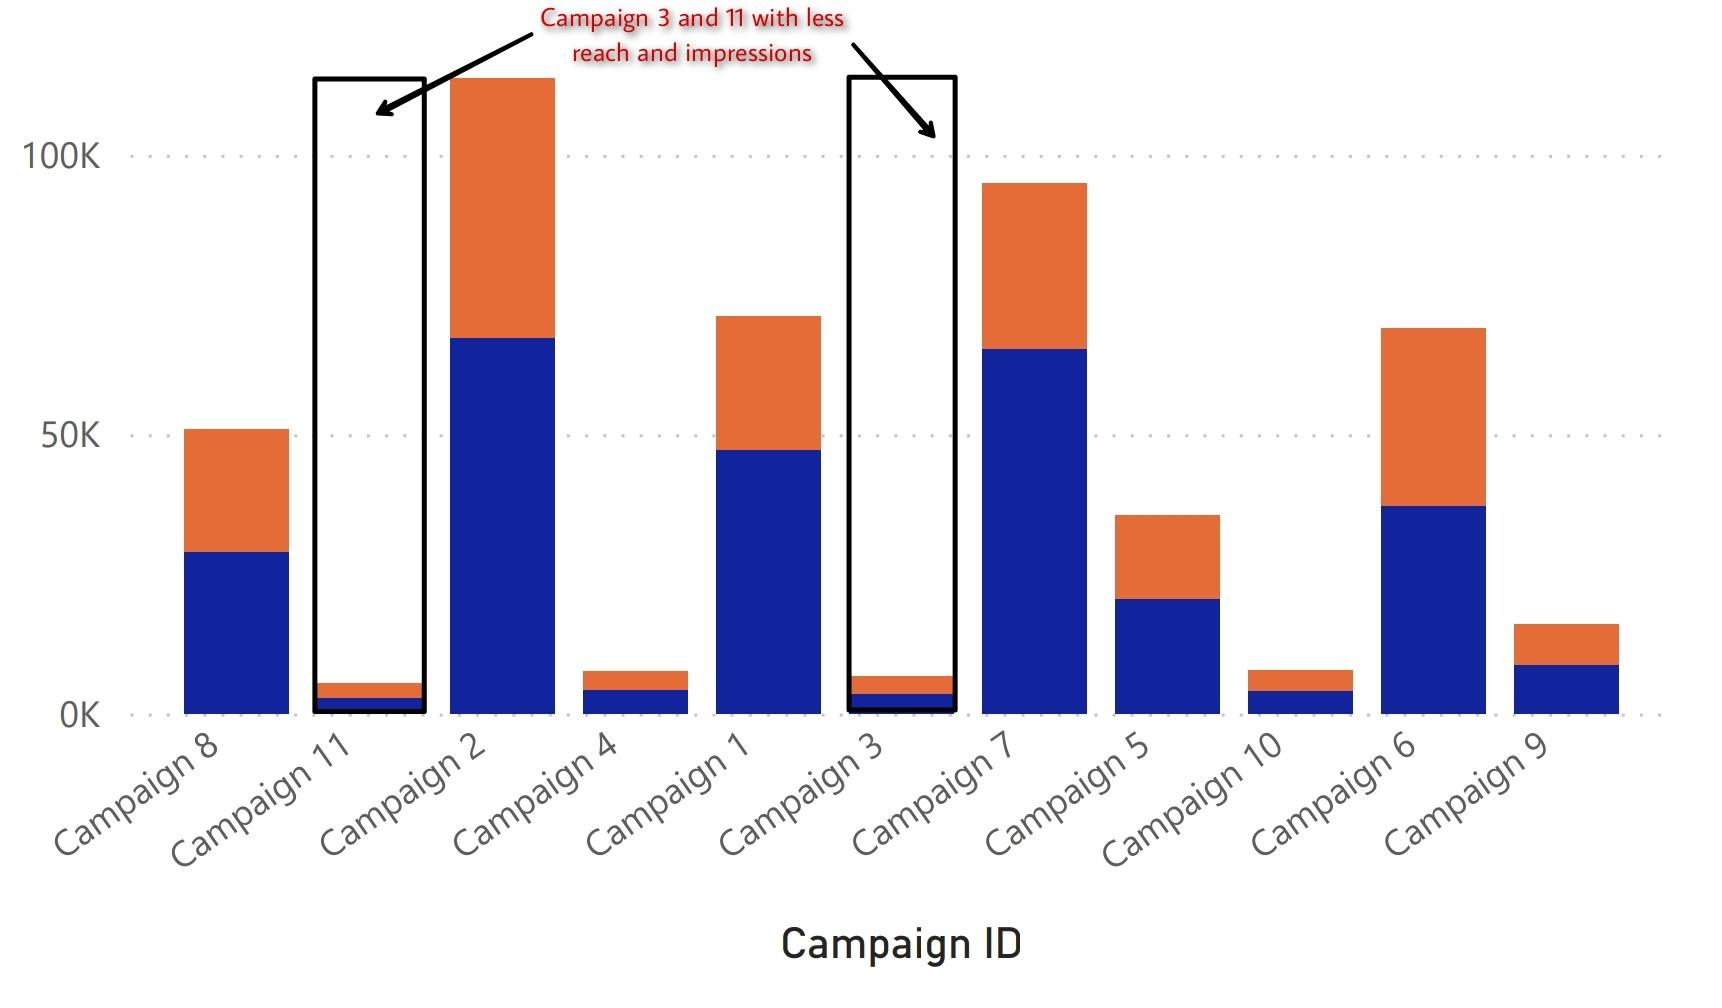 Campaign 3 and 11 with less
reach and impressions
100K
50K
0K
Campaign 8
Campaign 11
Campaign 2
Campaign 4
Campaign 1
Campaign 3
Campaign 7
Campaign 5
Campaign 10
Campaign 6
Campaign 9
Campaign ID